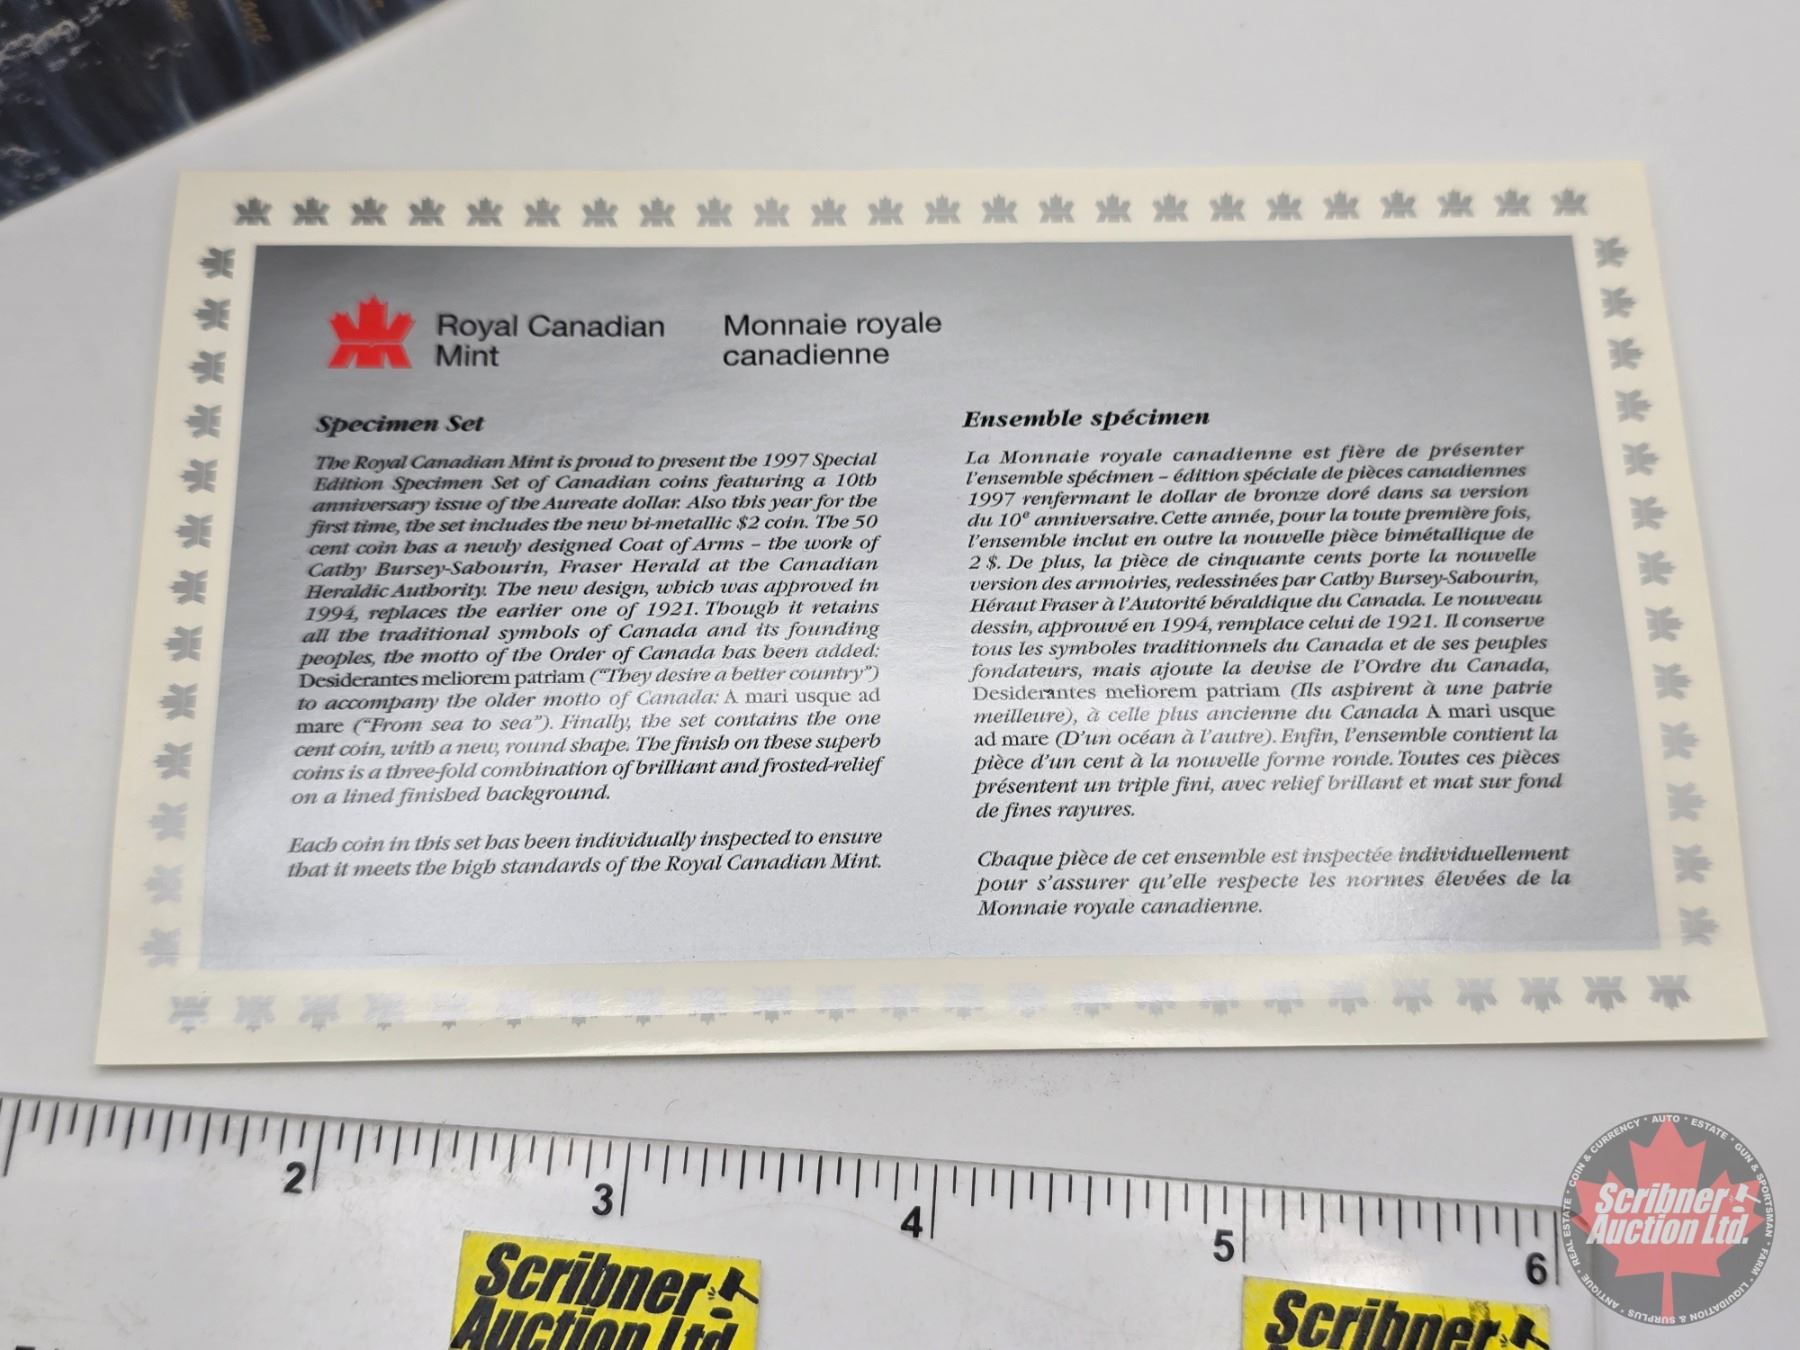 Royal Canadian
Mint
Monnaie royale
canadienne
Specimen Set
The Royal Canadian Mint is proud to present the 1997 Special
Edition Specimen Set of Canadian coins featuring a 10th
anniversary issue of the Aureate dollar. Also this year for the
first time, the set includes the new bi-metallic $2 coin. The 50
cent coin has a newly designed Coat of Arms – the work of
Cathy Bursey-Sabourin, Fraser Herald at the Canadian
Heraldic Authority. The new design, which was approved in
1994, replaces the earlier one of 1921. Though it retains
all the traditional symbols of Canada and its founding
peoples, the motto of the Order of Canada has been added:
Desiderantes meliorem patriam (“They desire a better country”)
to accompany the older motto of Canada: A mari usque ad
mare (“From sea to sea”). Finally, the set contains the one
cent coin, with a new, round shape. The finish on these superb
coins is a three-fold combination of brilliant and frosted-relief
on a lined finished background.
Each coin in this set has been individually inspected to ensure
that it meets the high standards of the Royal Canadian Mint.
Ensemble spécimen
La Monnaie royale canadienne est fière de présenter
l’ensemble spécimen – édition spéciale de pièces canadiennes
1997 renfermant le dollar de bronze doré dans sa version
du 10e anniversaire. Cette année, pour la toute première fois,
l’ensemble inclut en outre la nouvelle pièce bimétallique de
2 $. De plus, la pièce de cinquante cents porte la nouvelle
version des armoiries, redessinées par Cathy Bursey-Sabourin,
Héraut Fraser à l’Autorité héraldique du Canada. Le nouveau
dessin, approuvé en 1994, remplace celui de 1921. Il conserve
tous les symboles traditionnels du Canada et de ses peuples
fondateurs, mais ajoute la devise de l’Ordre du Canada,
Desiderantes meliorem patriam (Ils aspirent à une patrie
meilleure), à celle plus ancienne du Canada A mari usque
ad mare (D’un océan à l’autre). Enfin, l’ensemble contient la
pièce d’un cent à la nouvelle forme ronde. Toutes ces pièces
présentent un triple fini, avec relief brillant et mat sur fond
de fines rayures.
Chaque pièce de cet ensemble est inspectée individuellement
pour s’assurer qu’elle respecte les normes élevées de la
Monnaie royale canadienne.
2 3 4 5 6
Scribner
Auction Ltd.
Scribner
COIN & CURRENCY · AUTO · ESTATE · GUN & SPORTSMAN · FARM · LIQUIDATION & SURPLUS · ANTIQUE · REAL ESTATE
Scribner
Auction Ltd.